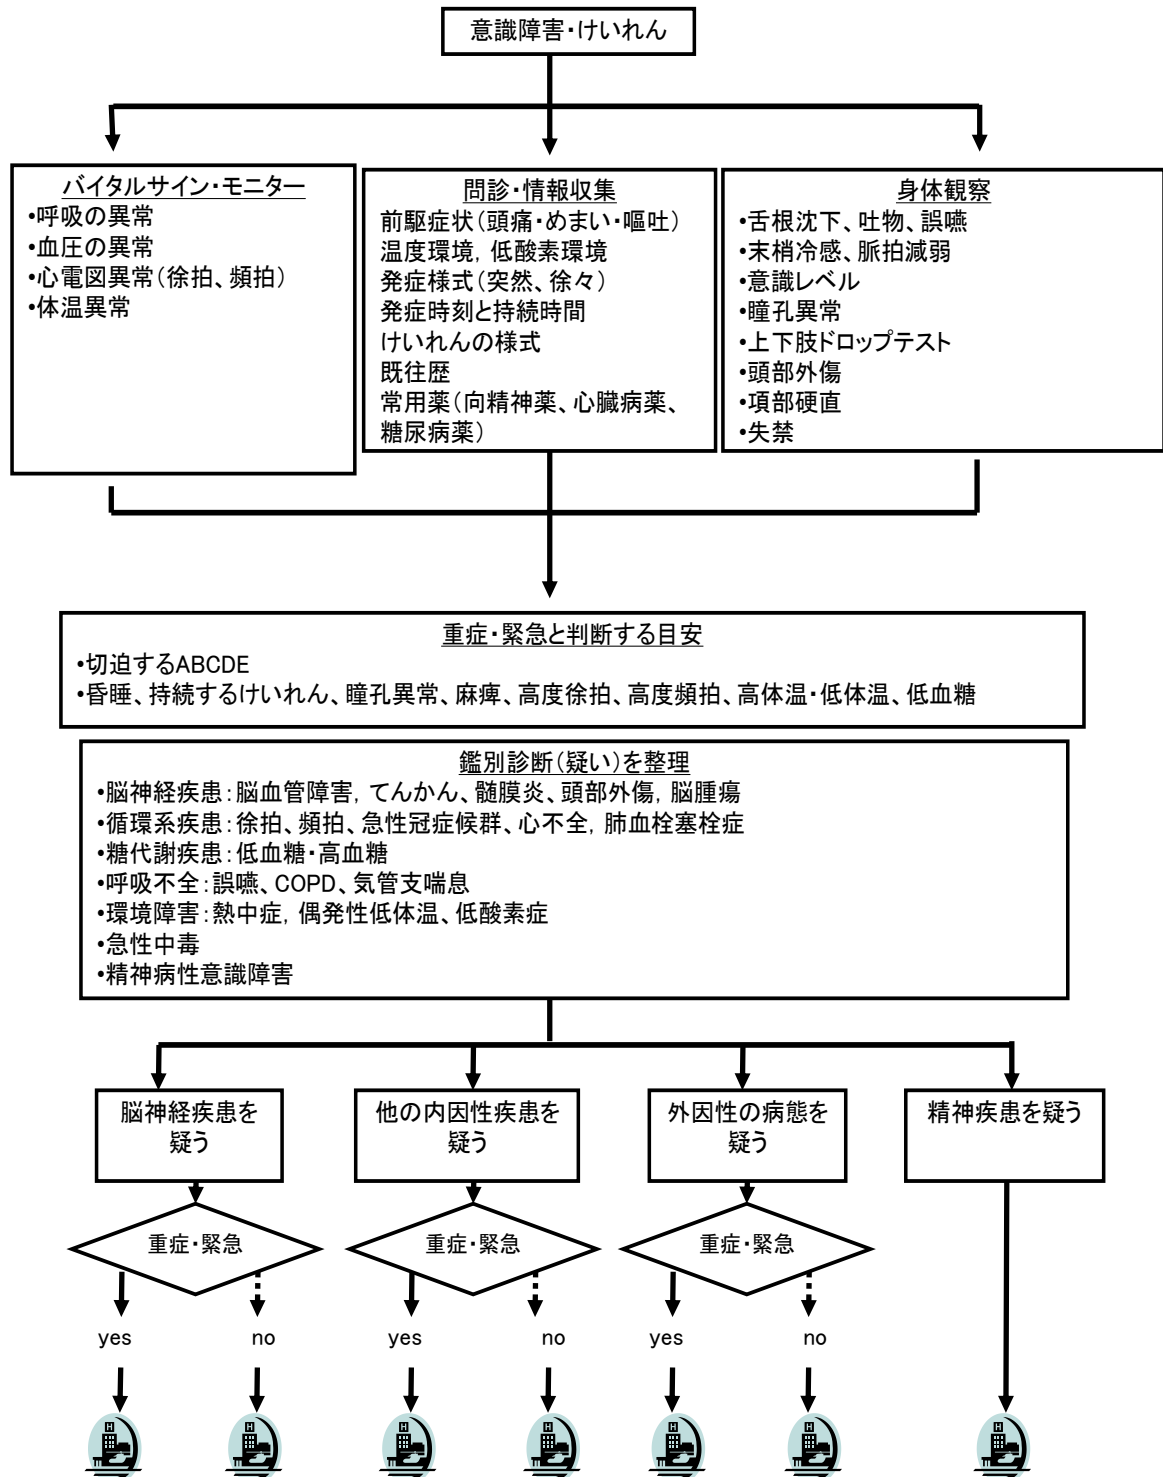 意識障害・けいれん
バイタルサイン・モニター
•呼吸の異常
•血圧の異常
•心電図異常（徐拍、頻拍）
•体温異常
問診・情報収集
前駆症状（頭痛・めまい・嘔吐）
温度環境，低酸素環境
発症様式（突然、徐々）
発症時刻と持続時間
けいれんの様式
既往歴
常用薬（向精神薬、心臓病薬、
糖尿病薬）
身体観察
•舌根沈下、吐物、誤嚥
•末梢冷感、脈拍減弱
•意識レベル
•瞳孔異常
•上下肢ドロップテスト
•頭部外傷
•項部硬直
•失禁
重症・緊急と判断する目安
•切迫するABCDE
•昏睡、持続するけいれん、瞳孔異常、麻痺、高度徐拍、高度頻拍、高体温・低体温、低血糖
鑑別診断（疑い）を整理
•脳神経疾患：脳血管障害，てんかん、髄膜炎、頭部外傷，脳腫瘍
•循環系疾患：徐拍、頻拍、急性冠症候群、心不全，肺血栓塞栓症
•糖代謝疾患：低血糖・高血糖
•呼吸不全：誤嚥、COPD、気管支喘息
•環境障害：熱中症，偶発性低体温、低酸素症
•急性中毒
•精神病性意識障害
脳神経疾患を
疑う
他の内因性疾患を
疑う
外因性の病態を
疑う
精神疾患を疑う
重症・緊急
重症・緊急
重症・緊急
yes
no
yes
no
yes
no
H
H
H
H
H
H
H